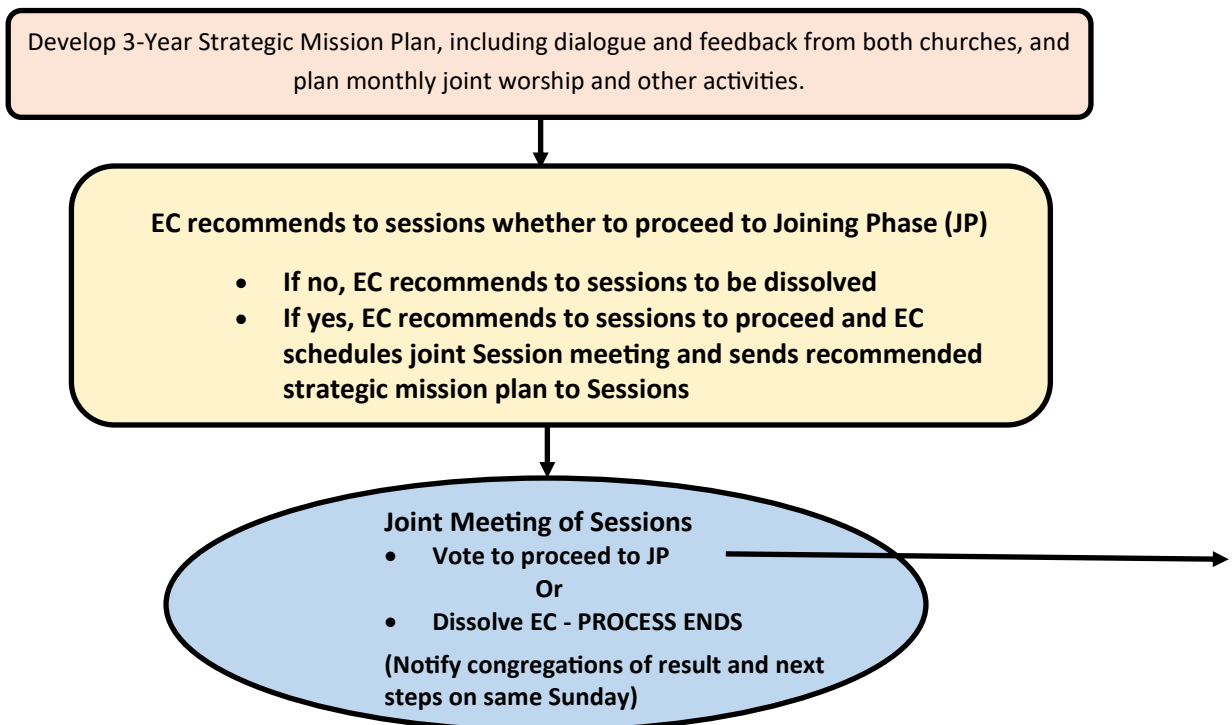 Develop 3-Year Strategic Mission Plan, including dialogue and feedback from both churches, and
plan monthly joint worship and other activities.
EC recommends to sessions whether to proceed to Joining Phase (JP)
• If no, EC recommends to sessions to be dissolved
• If yes, EC recommends to sessions to proceed and EC
schedules joint Session meeting and sends recommended
strategic mission plan to Sessions
Joint Meeting of Sessions
• Vote to proceed to JP
Or
• Dissolve EC - PROCESS ENDS
(Notify congregations of result and next
steps on same Sunday)